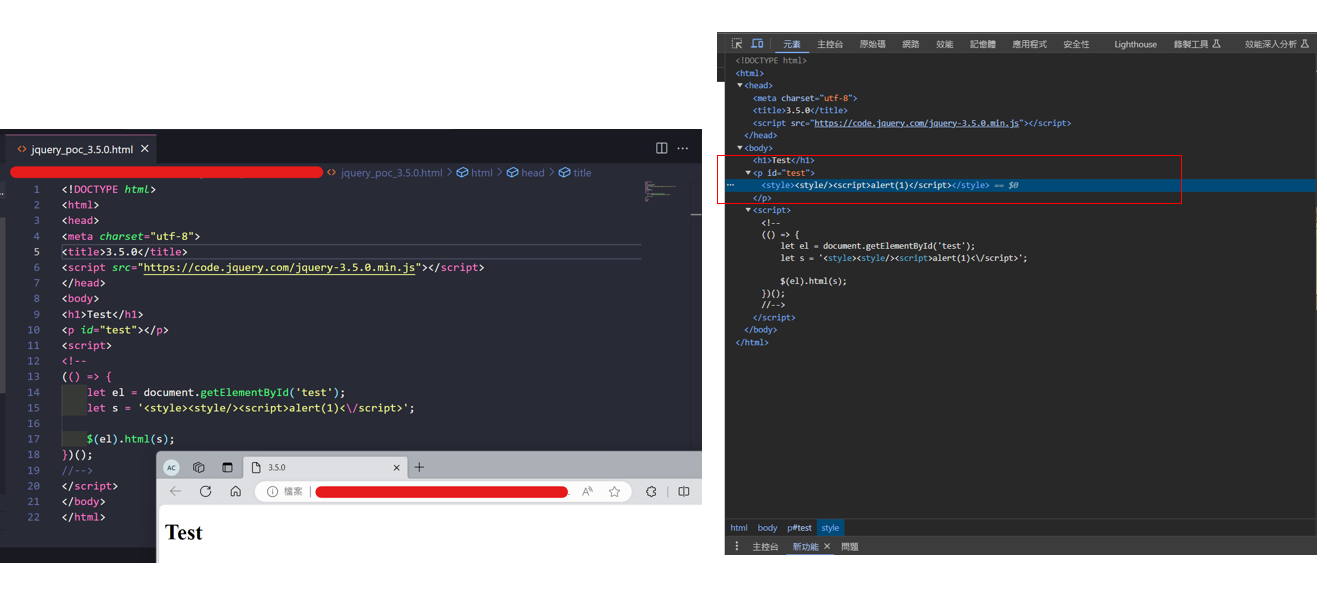 jquery_poc_3.5.0.html
jquery_poc_3.5.0.html > html > head > title
1 <!DOCTYPE html>
2 <html>
3 <head>
4 <meta charset="utf-8">
5 <title>3.5.0</title>
6 <script src="https://code.jquery.com/jquery-3.5.0.min.js"></script>
7 </head>
8 <body>
9 <h1>Test</h1>
10 <p id="test"></p>
11 <script>
12 <!--
13 (() => {
14 let el = document.getElementById('test');
15 let s = '<style><style/><script>alert(1)<\/script>';
16
17 $(el).html(s);
18 })();
19 //-->
20 </script>
21 </body>
22 </html>
AC 3.5.0
檔案
Test
元素 主控台 原始碼 網路 效能 記憶體 應用程式 安全性 Lighthouse 錄製工具 效能深入分析
<!DOCTYPE html>
<html>
<head>
<meta charset="utf-8">
<title>3.5.0</title>
<script src="https://code.jquery.com/jquery-3.5.0.min.js"></script>
</head>
<body>
<h1>Test</h1>
<p id="test">
<style><style/><script>alert(1)</script></style> == $0
</p>
<script>
<!--
(() => {
let el = document.getElementById('test');
let s = '<style><style/><script>alert(1)<\/script>';
$(el).html(s);
})();
//-->
</script>
</body>
</html>
html body p#test style
主控台 新功能 問題